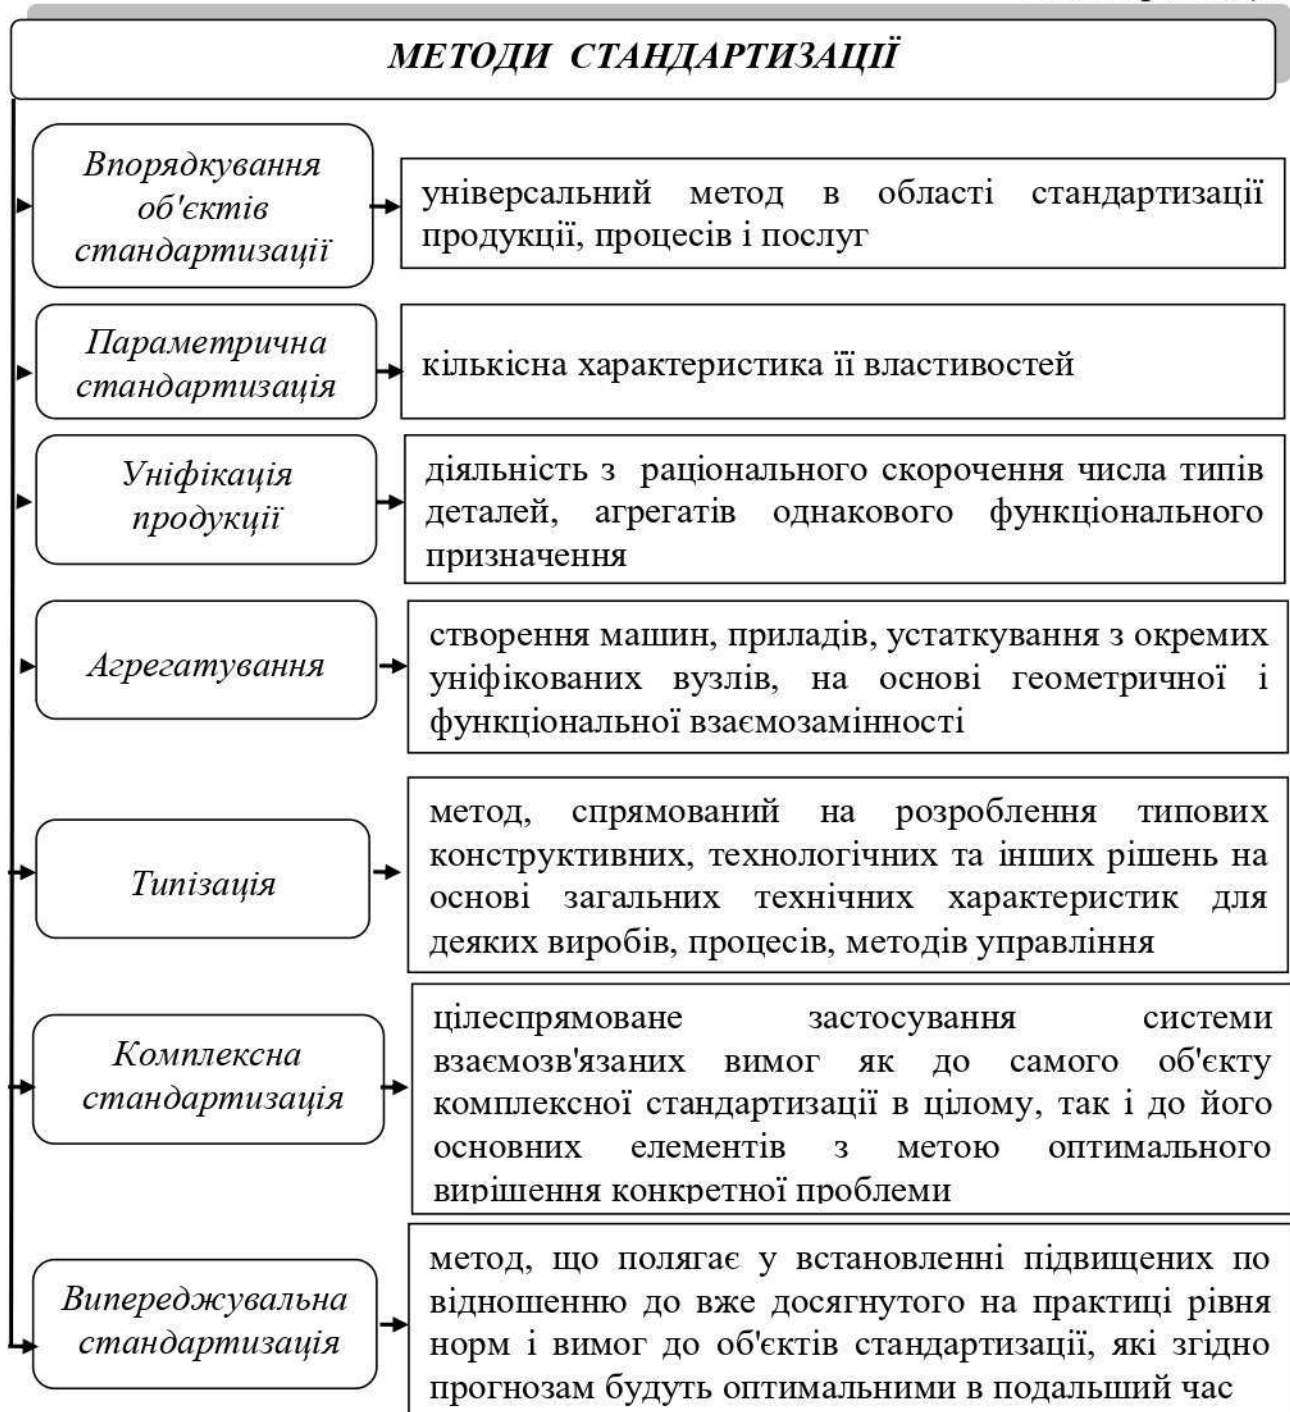 МЕТОДИ СТАНДАРТИЗАЦІЇ
Впорядкування
об'єктів
стандартизації
універсальний метод в області стандартизації
продукції, процесів і послуг
Параметрична
стандартизація
кількісна характеристика її властивостей
Уніфікація
продукції
діяльність з раціонального скорочення числа типів
деталей, агрегатів однакового функціонального
призначення
Агрегатування
створення машин, приладів, устаткування з окремих
уніфікованих вузлів, на основі геометричної і
функціональної взаємозамінності
Типізація
метод, спрямований на розроблення типових
конструктивних, технологічних та інших рішень на
основі загальних технічних характеристик для
деяких виробів, процесів, методів управління
Комплексна
стандартизація
цілеспрямоване застосування системи
взаємозв'язаних вимог як до самого об'єкту
комплексної стандартизації в цілому, так і до його
основних елементів з метою оптимального
вирішення конкретної проблеми
Випереджувальна
стандартизація
метод, що полягає у встановленні підвищених по
відношенню до вже досягнутого на практиці рівня
норм і вимог до об'єктів стандартизації, які згідно
прогнозам будуть оптимальними в подальший час